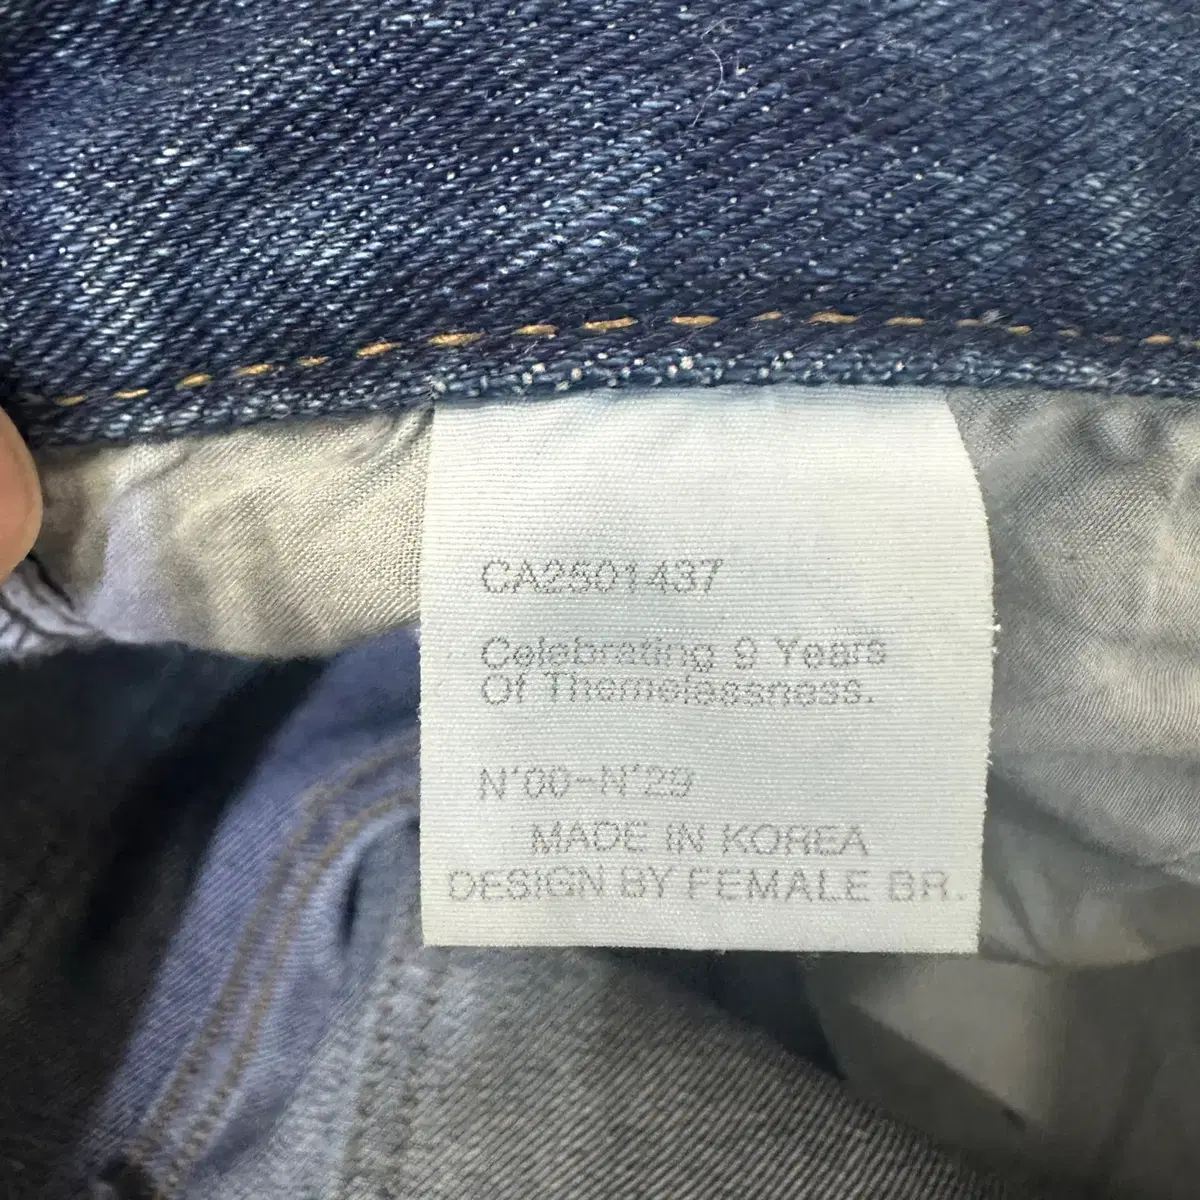 CA2501437
Celebrating 9 Years
Of Themelessness.
N'00-N'29
MADE IN KOREA
DESIGN BY FEMALE BR.